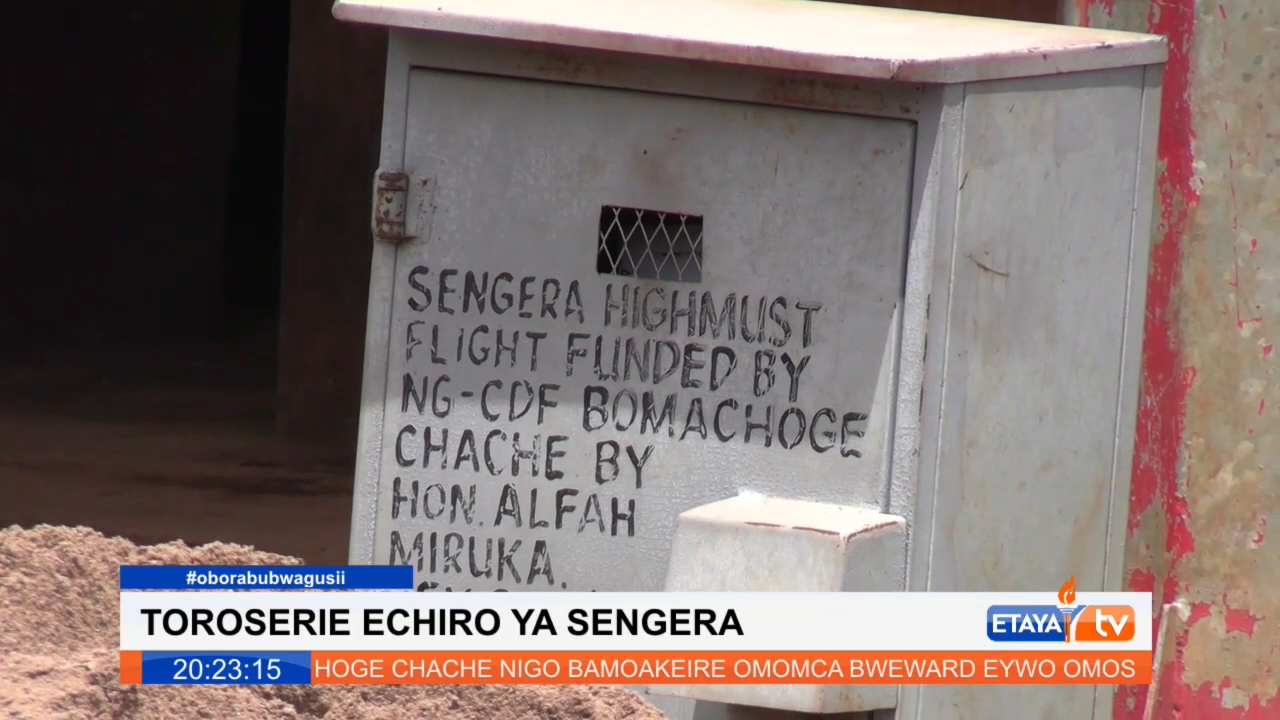 SENGERA HIGHMUST
FLIGHT FUNDED BY
NG-CDF BOMACHOGE
CHACHE BY
HON. ALFAH
MIRUKA.
#oborabubwagusii
TOROSERIE ECHIRO YA SENGERA
ETAYA tv
20:23:15 HOGE CHACHE NIGO BAMOAKEIRE OMOMCA BWEWARD EYWO OMOS